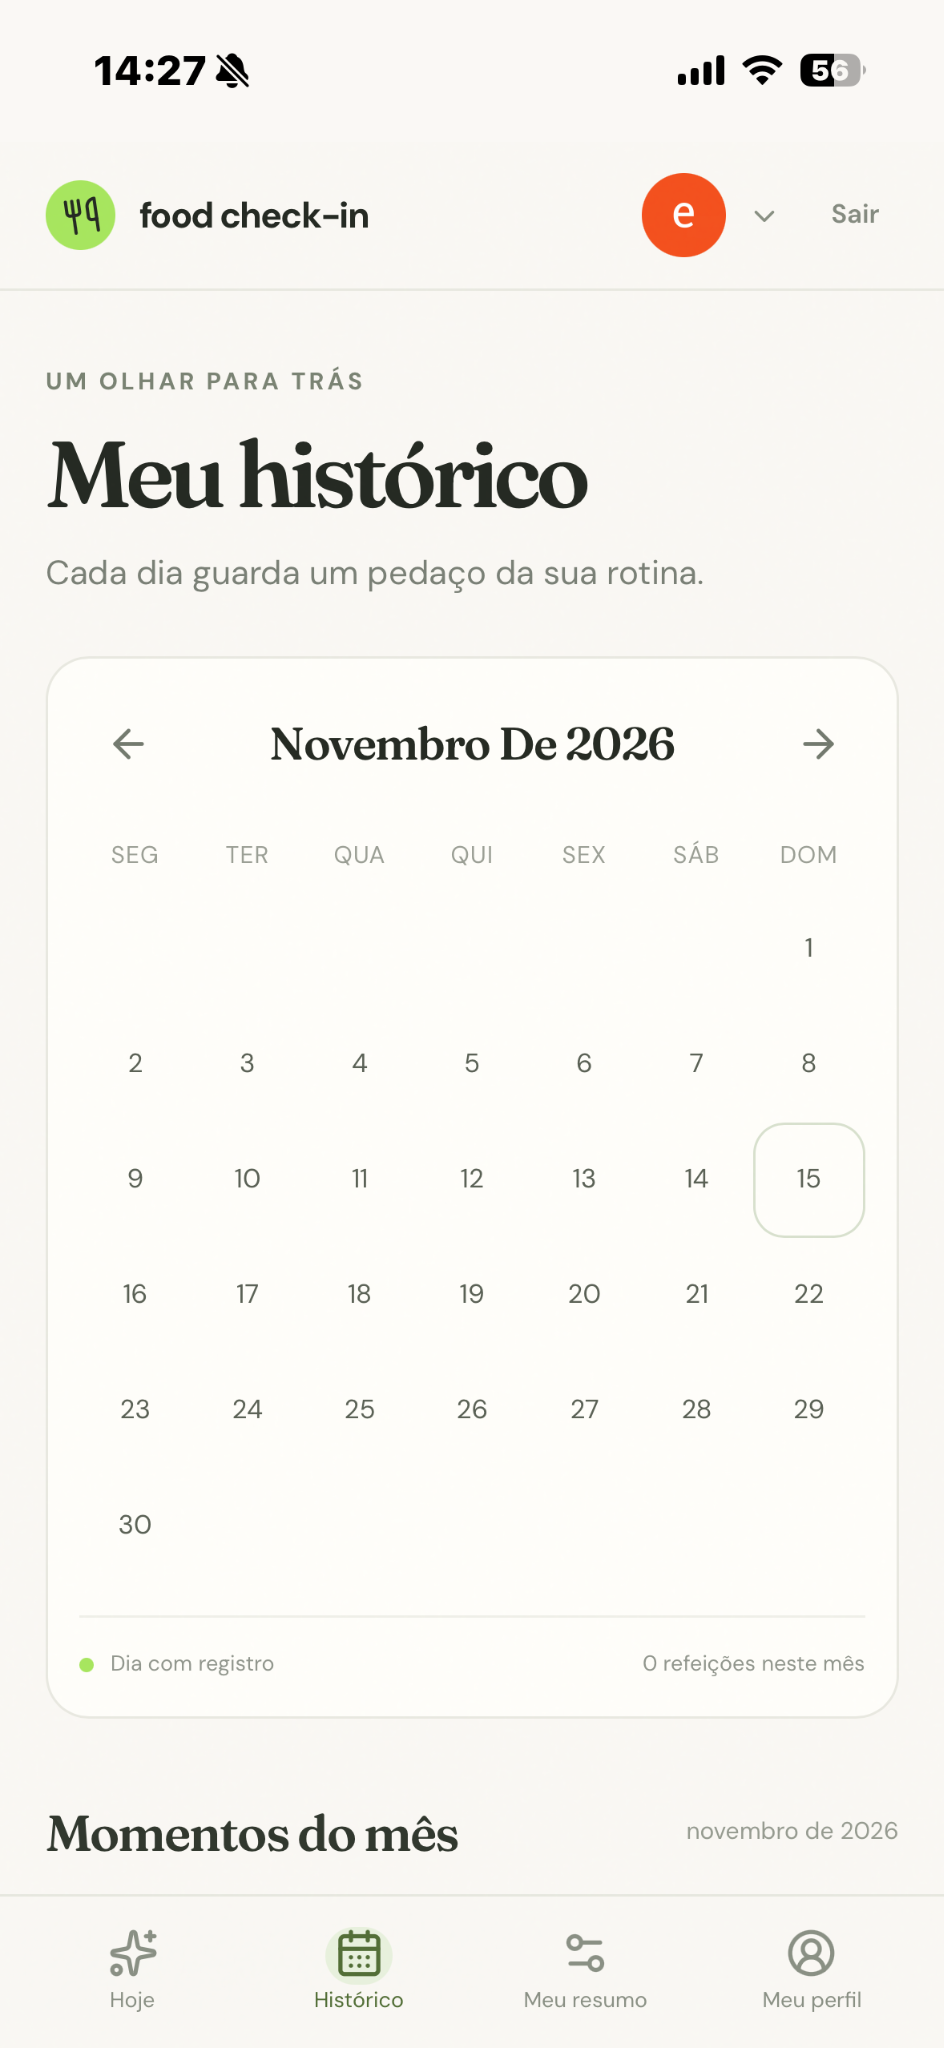 14:27
56
food check-in
e
Sair
UM OLHAR PARA TRÁS
Meu histórico
Cada dia guarda um pedaço da sua rotina.
Novembro De 2026
SEG TER QUA QUI SEX SÁB DOM
1
2 3 4 5 6 7 8
9 10 11 12 13 14 15
16 17 18 19 20 21 22
23 24 25 26 27 28 29
30
Dia com registro
0 refeições neste mês
Momentos do mês
novembro de 2026
Hoje
Histórico
Meu resumo
Meu perfil